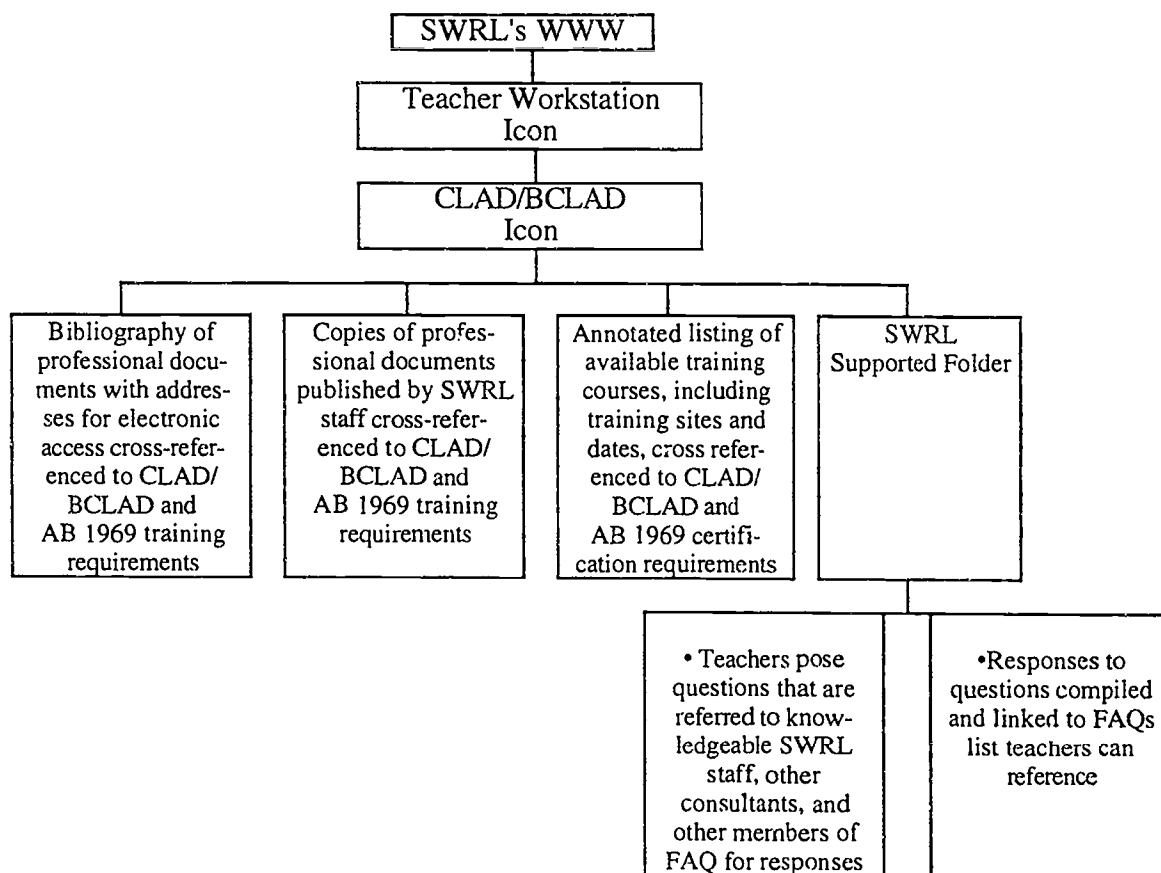 SWRL's WWW
Teacher Workstation
Icon
CLAD/BCLAD
Icon
Bibliography of
professional docu-
ments with addres-
ses for electronic
access cross-refer-
enced to CLAD/
BCLAD and
AB 1969 training
requirements
Copies of profes-
sional documents
published by SWRL
staff cross-refer-
enced to CLAD/
BCLAD and
AB 1969 training
requirements
Annotated listing of
available training
courses, including
training sites and
dates, cross refer-
enced to CLAD/
BCLAD and
AB 1969 certifi-
cation requirements
SWRL
Supported Folder
• Teachers pose
questions that are
referred to know-
ledgeable SWRL
staff, other
consultants, and
other members of
FAQ for responses
•Responses to
questions compiled
and linked to FAQs
list teachers can
reference